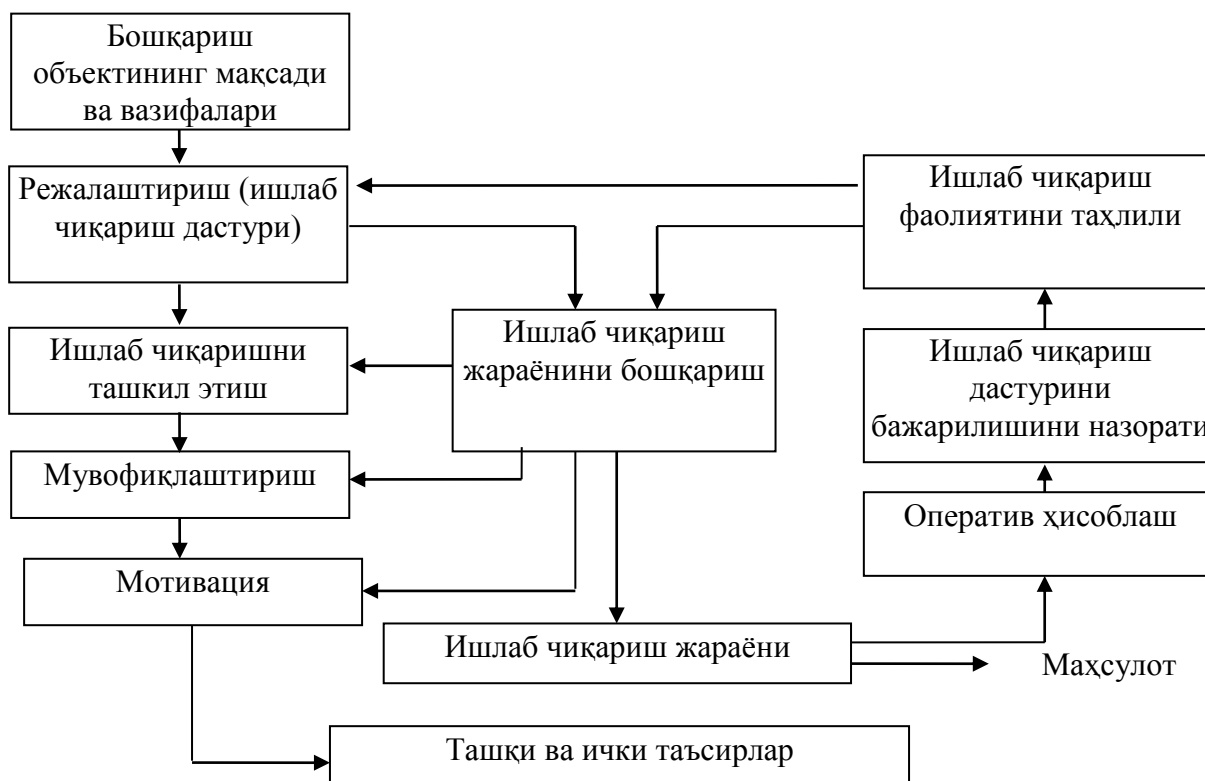 Бошқариш
объектининг мақсади
ва вазифалари
Режалаштириш (ишлаб
чиқариш дастури)
Ишлаб чиқариш
фаолиятини таҳлили
Ишлаб чиқаришни
ташкил этиш
Ишлаб чиқариш
жараёнини бошқариш
Ишлаб чиқариш
дастурини
бажарилишини назорати
Мувофиқлаштириш
Оператив ҳисоблаш
Мотивация
Ишлаб чиқариш жараёни
Маҳсулот
Ташқи ва ички таъсирлар